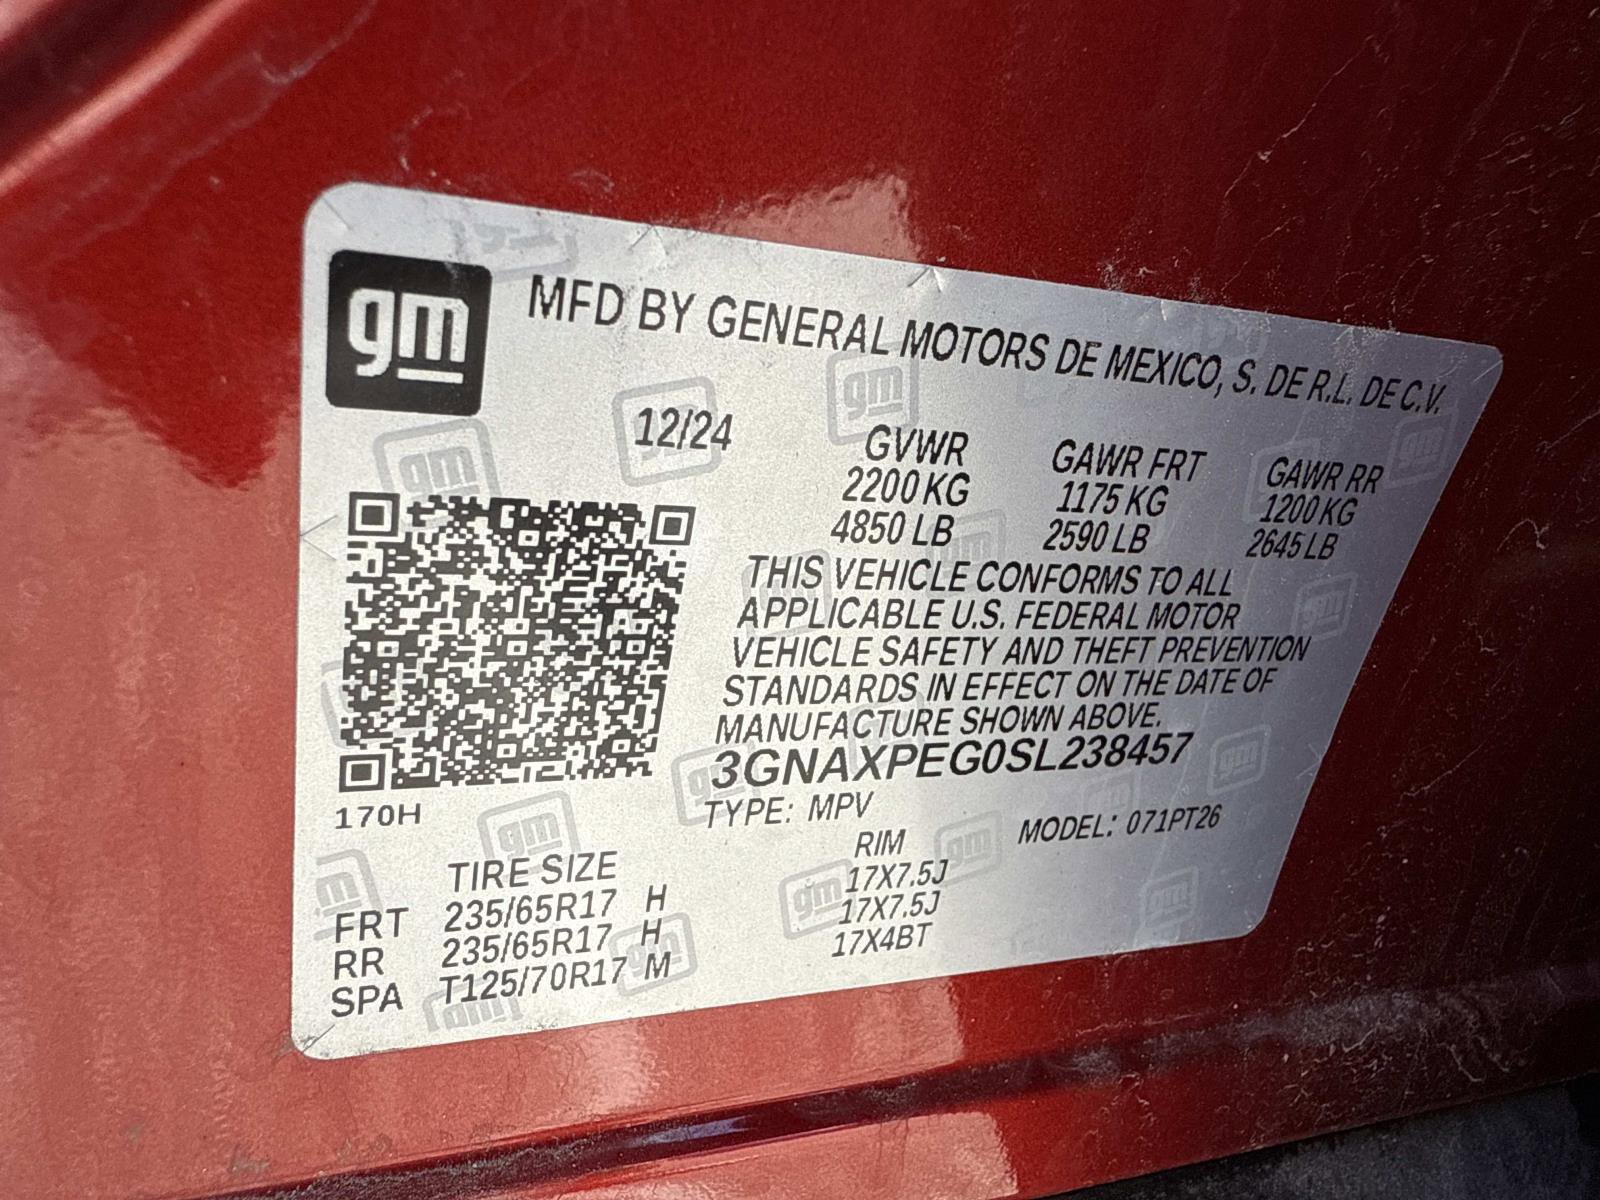 gm
MFD BY GENERAL MOTORS DE MEXICO, S. DE R.L. DE C.V.
12/24
GVWR GAWR FRT GAWR RR
2200 KG 1175 KG 1200 KG
4850 LB 2590 LB 2645 LB
THIS VEHICLE CONFORMS TO ALL
APPLICABLE U.S. FEDERAL MOTOR
VEHICLE SAFETY AND THEFT PREVENTION
STANDARDS IN EFFECT ON THE DATE OF
MANUFACTURE SHOWN ABOVE.
3GNAXPEG0SL238457
TYPE: MPV MODEL: 071PT26
170H
TIRE SIZE RIM
FRT 235/65R17 H 17X7.5J
RR 235/65R17 H 17X7.5J
SPA T125/70R17 M 17X4BT